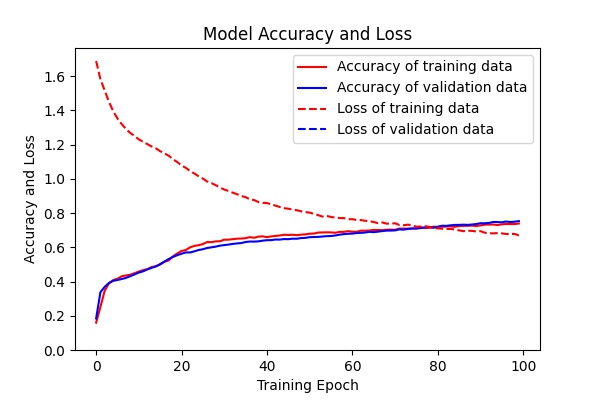 Model Accuracy and Loss
Accuracy of training data
Accuracy of validation data
Loss of training data
Loss of validation data
Accuracy and Loss
1.6
1.4
1.2
1.0
0.8
0.6
0.4
0.2
0.0
0 20 40 60 80 100
Training Epoch